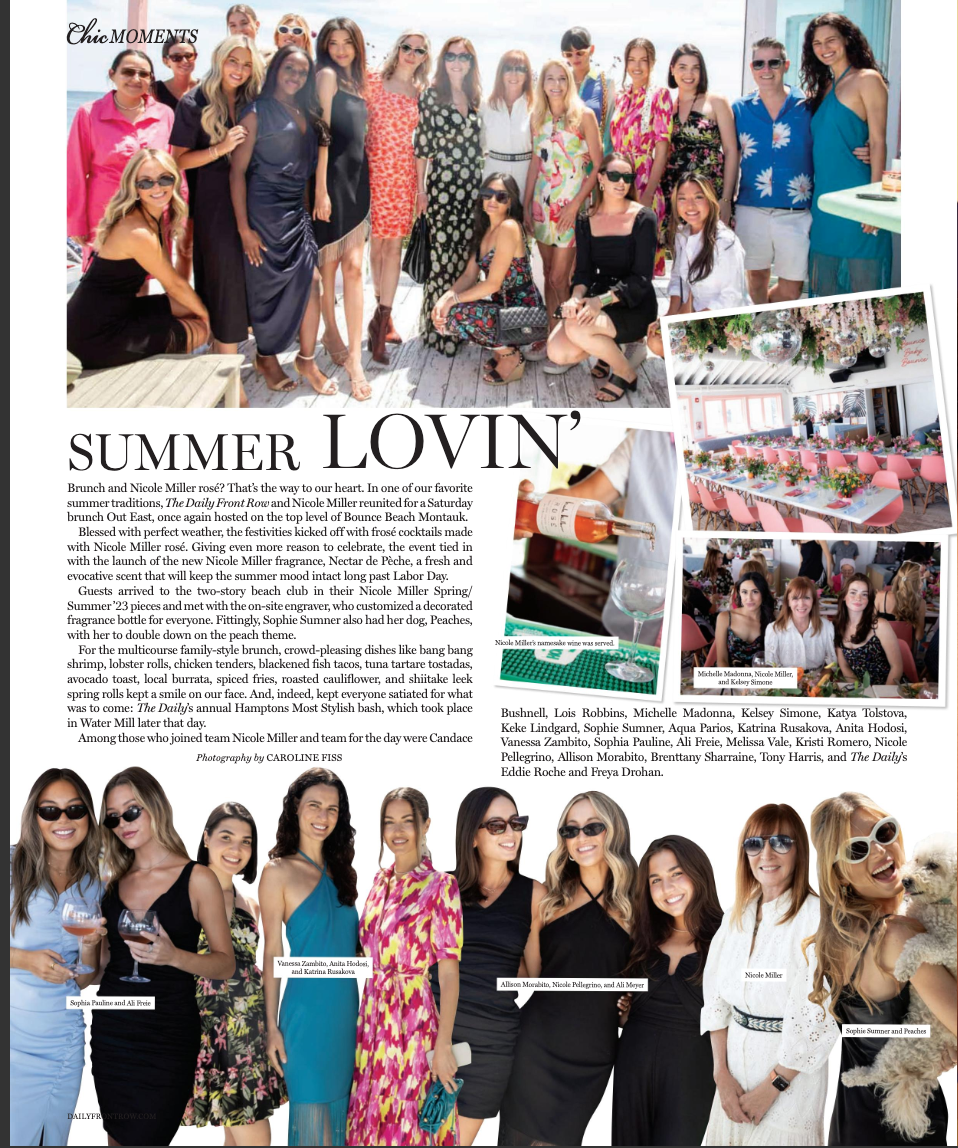 Chic MOMENTS
SUMMER LOVIN'
Brunch and Nicole Miller rosé? That's the way to our heart. In one of our favorite
summer traditions, The Daily Front Row and Nicole Miller reunited for a Saturday
brunch Out East, once again hosted on the top level of Bounce Beach Montauk.
Blessed with perfect weather, the festivities kicked off with frosé cocktails made
with Nicole Miller rosé. Giving even more reason to celebrate, the event tied in
with the launch of the new Nicole Miller fragrance, Nectar de Pèche, a fresh and
evocative scent that will keep the summer mood intact long past Labor Day.
Guests arrived to the two-story beach club in their Nicole Miller Spring/
Summer '23 pieces and met with the on-site engraver, who customized a decorated
fragrance bottle for everyone. Fittingly, Sophie Sumner also had her dog, Peaches,
with her to double down on the peach theme.
For the multicourse family-style brunch, crowd-pleasing dishes like bang bang
shrimp, lobster rolls, chicken tenders, blackened fish tacos, tuna tartare tostadas,
avocado toast, local burrata, spiced fries, roasted cauliflower, and shiitake leek
spring rolls kept a smile on our face. And, indeed, kept everyone satiated for what
was to come: The Daily's annual Hamptons Most Stylish bash, which took place
in Water Mill later that day.
Among those who joined team Nicole Miller and team for the day were Candace
Photography by CAROLINE FISS
Nicole Miller's namesake wine was served.
Michelle Madonna, Nicole Miller,
and Kelsey Simone
Bushnell, Lois Robbins, Michelle Madonna, Kelsey Simone, Katya Tolstova,
Keke Lindgard, Sophie Sumner, Aqua Parios, Katrina Rusakova, Anita Hodosi,
Vanessa Zambito, Sophia Pauline, Ali Freie, Melissa Vale, Kristi Romero, Nicole
Pellegrino, Allison Morabito, Brenttany Sharraine, Tony Harris, and The Daily's
Eddie Roche and Freya Drohan.
Sophia Pauline and Ali Freie
Vanessa Zambito, Anita Hodosi,
and Katrina Rusakova
Allison Morabito, Nicole Pellegrino, and Ali Meyer
Nicole Miller
Sophie Sumner and Peaches
DAILYFRONTROW.COM